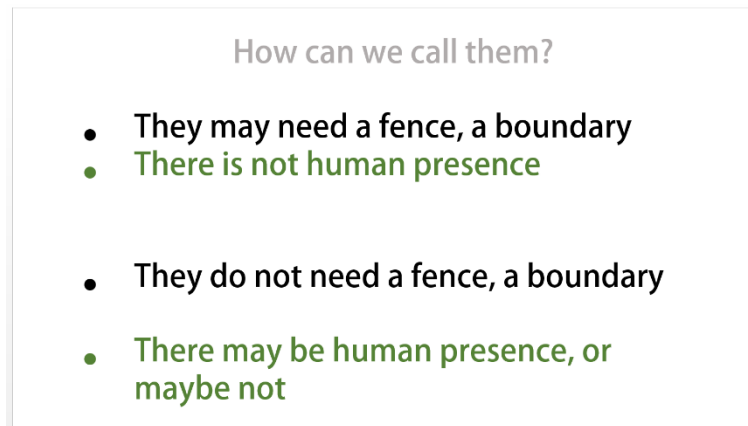 How can we call them?
• They may need a fence, a boundary
• There is not human presence
• They do not need a fence, a boundary
• There may be human presence, or
maybe not